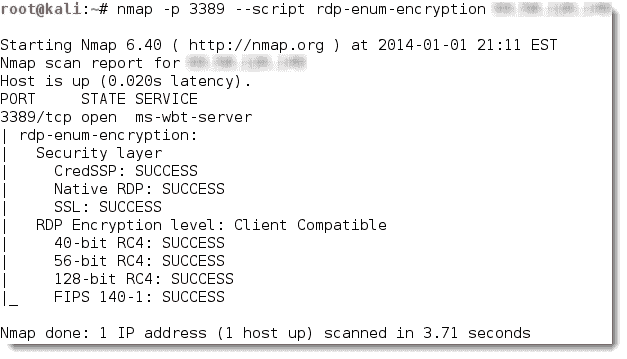 root@kali:~# nmap -p 3389 --script rdp-enum-encryption
Starting Nmap 6.40 ( http://nmap.org ) at 2014-01-01 21:11 EST
Nmap scan report for
Host is up (0.020s latency).
PORT     STATE SERVICE
3389/tcp open  ms-wbt-server
| rdp-enum-encryption:
|   Security layer
|     CredSSP: SUCCESS
|     Native RDP: SUCCESS
|     SSL: SUCCESS
|   RDP Encryption level: Client Compatible
|     40-bit RC4: SUCCESS
|     56-bit RC4: SUCCESS
|     128-bit RC4: SUCCESS
|_    FIPS 140-1: SUCCESS
Nmap done: 1 IP address (1 host up) scanned in 3.71 seconds